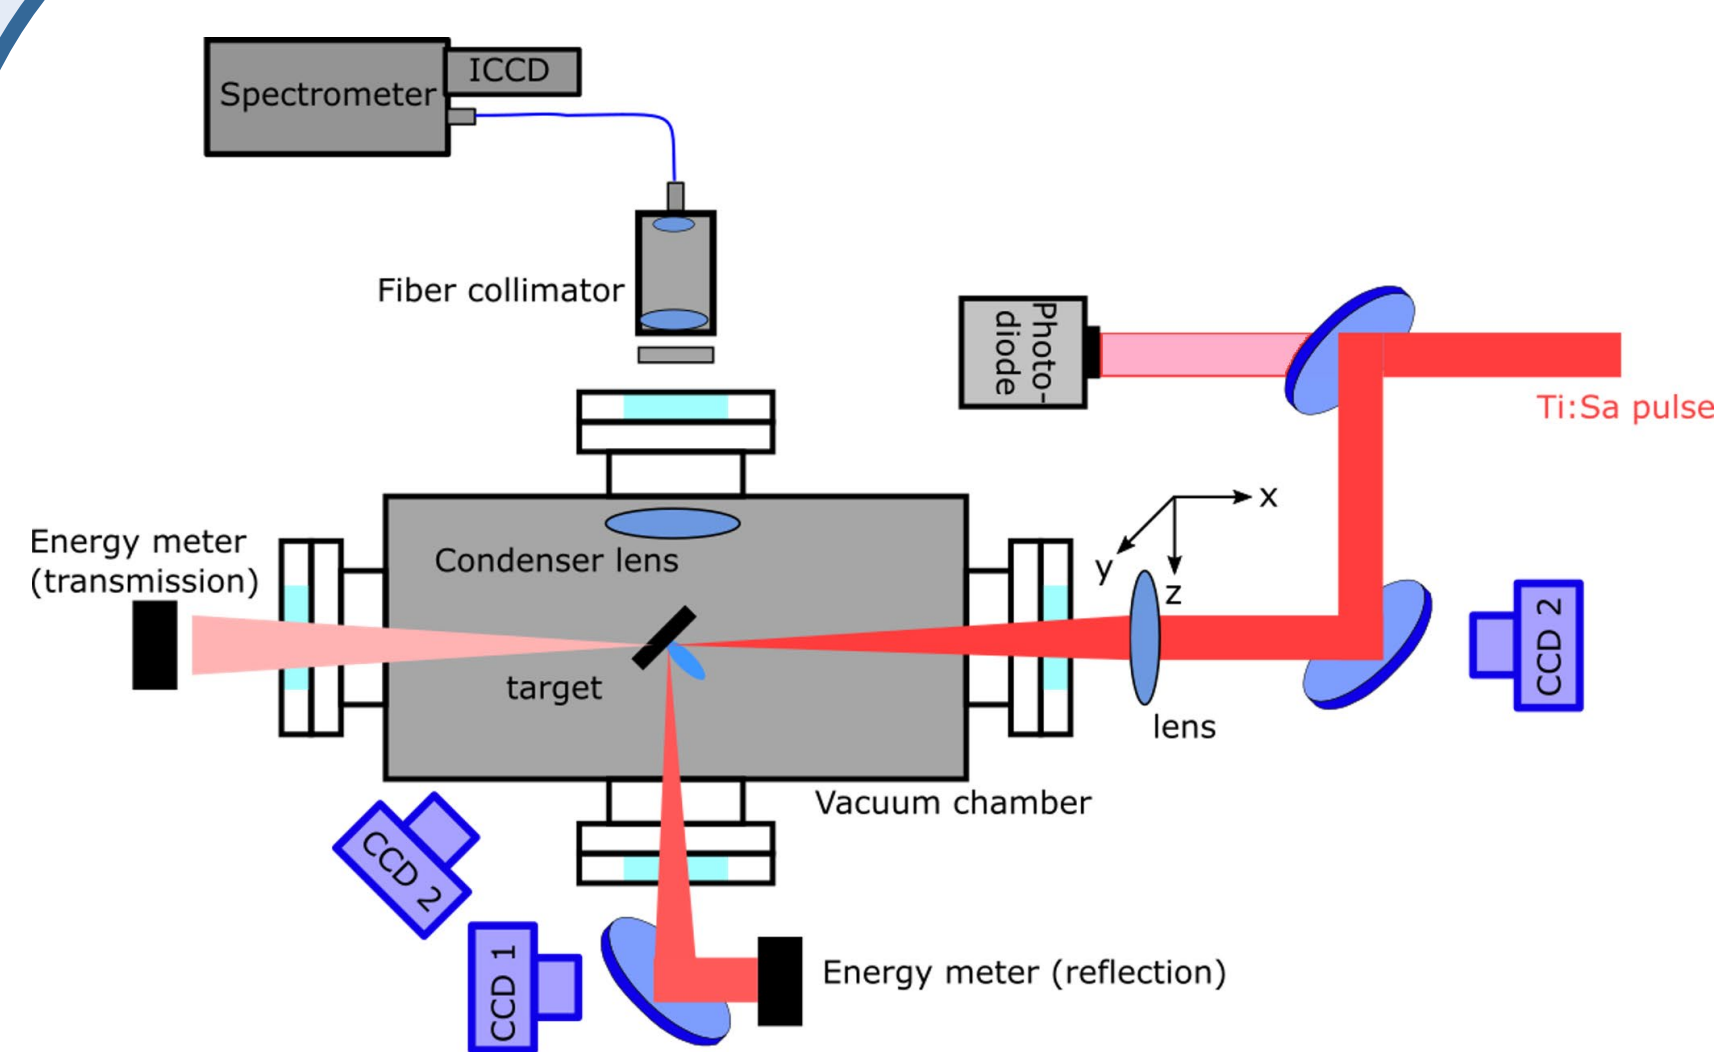 ICCD
Spectrometer
Fiber collimator
Photo-
diode
Ti:Sa pulse
x
y
z
Energy meter
(transmission)
Condenser lens
target
lens
CCD 2
Vacuum chamber
CCD 2
CCD 1
Energy meter (reflection)